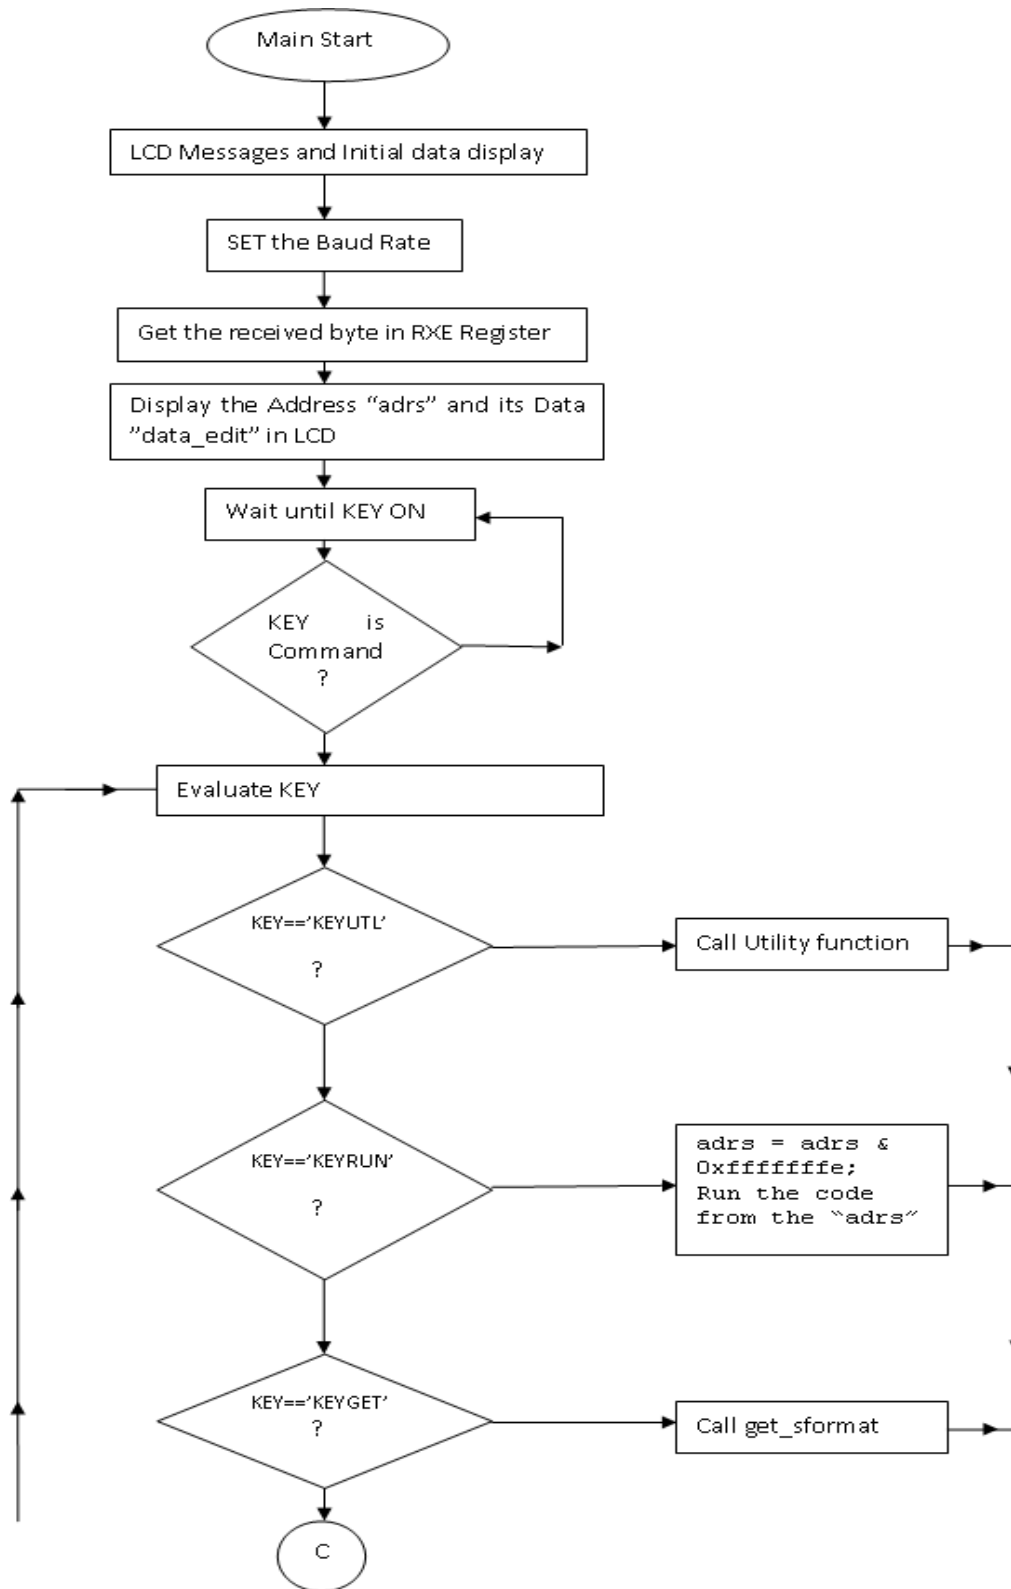 Main Start
LCD Messages and Initial data display
SET the Baud Rate
Get the received byte in RXE Register
Display the Address “adrs” and its Data
”data_edit” in LCD
Wait until KEY ON
KEY is
Command
?
Evaluate KEY
KEY==’KEYUTL’
?
Call Utility function
KEY==’KEYRUN’
?
adrs = adrs &
0xfffffffe;
Run the code
from the “adrs”
KEY==’KEYGET’
?
Call get_sformat
C